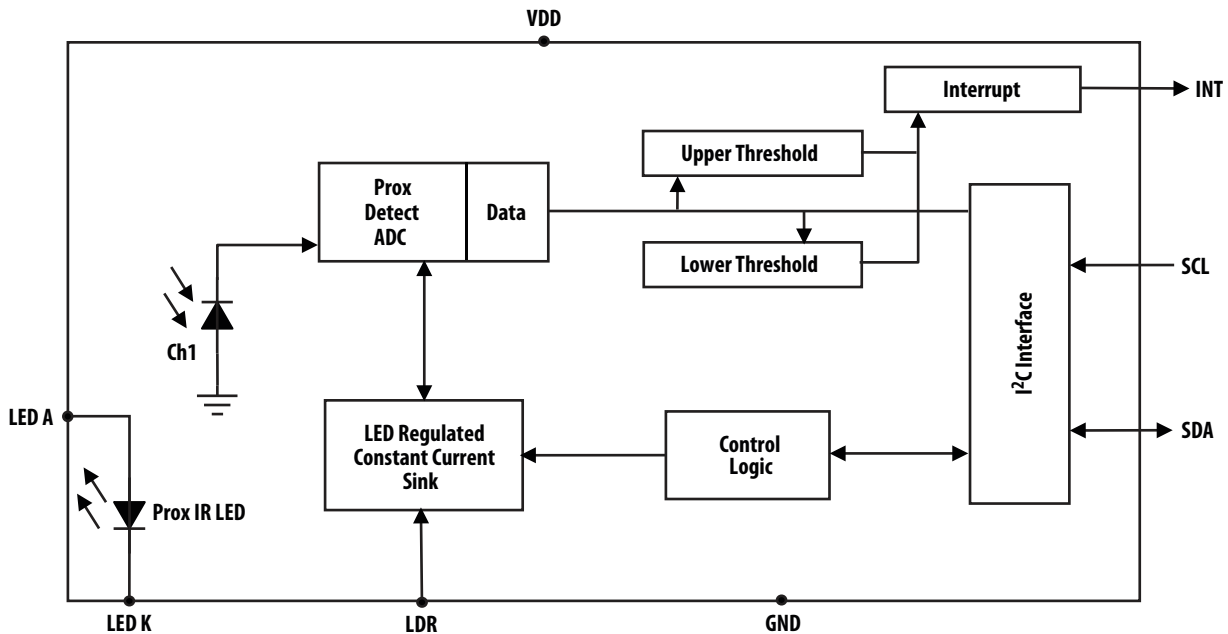 VDD
Interrupt
INT
Upper Threshold
Prox
Detect
ADC
Data
Lower Threshold
SCL
Ch1
I²C Interface
LED A
LED Regulated
Constant Current
Sink
Control
Logic
SDA
Prox IR LED
LED K
LDR
GND